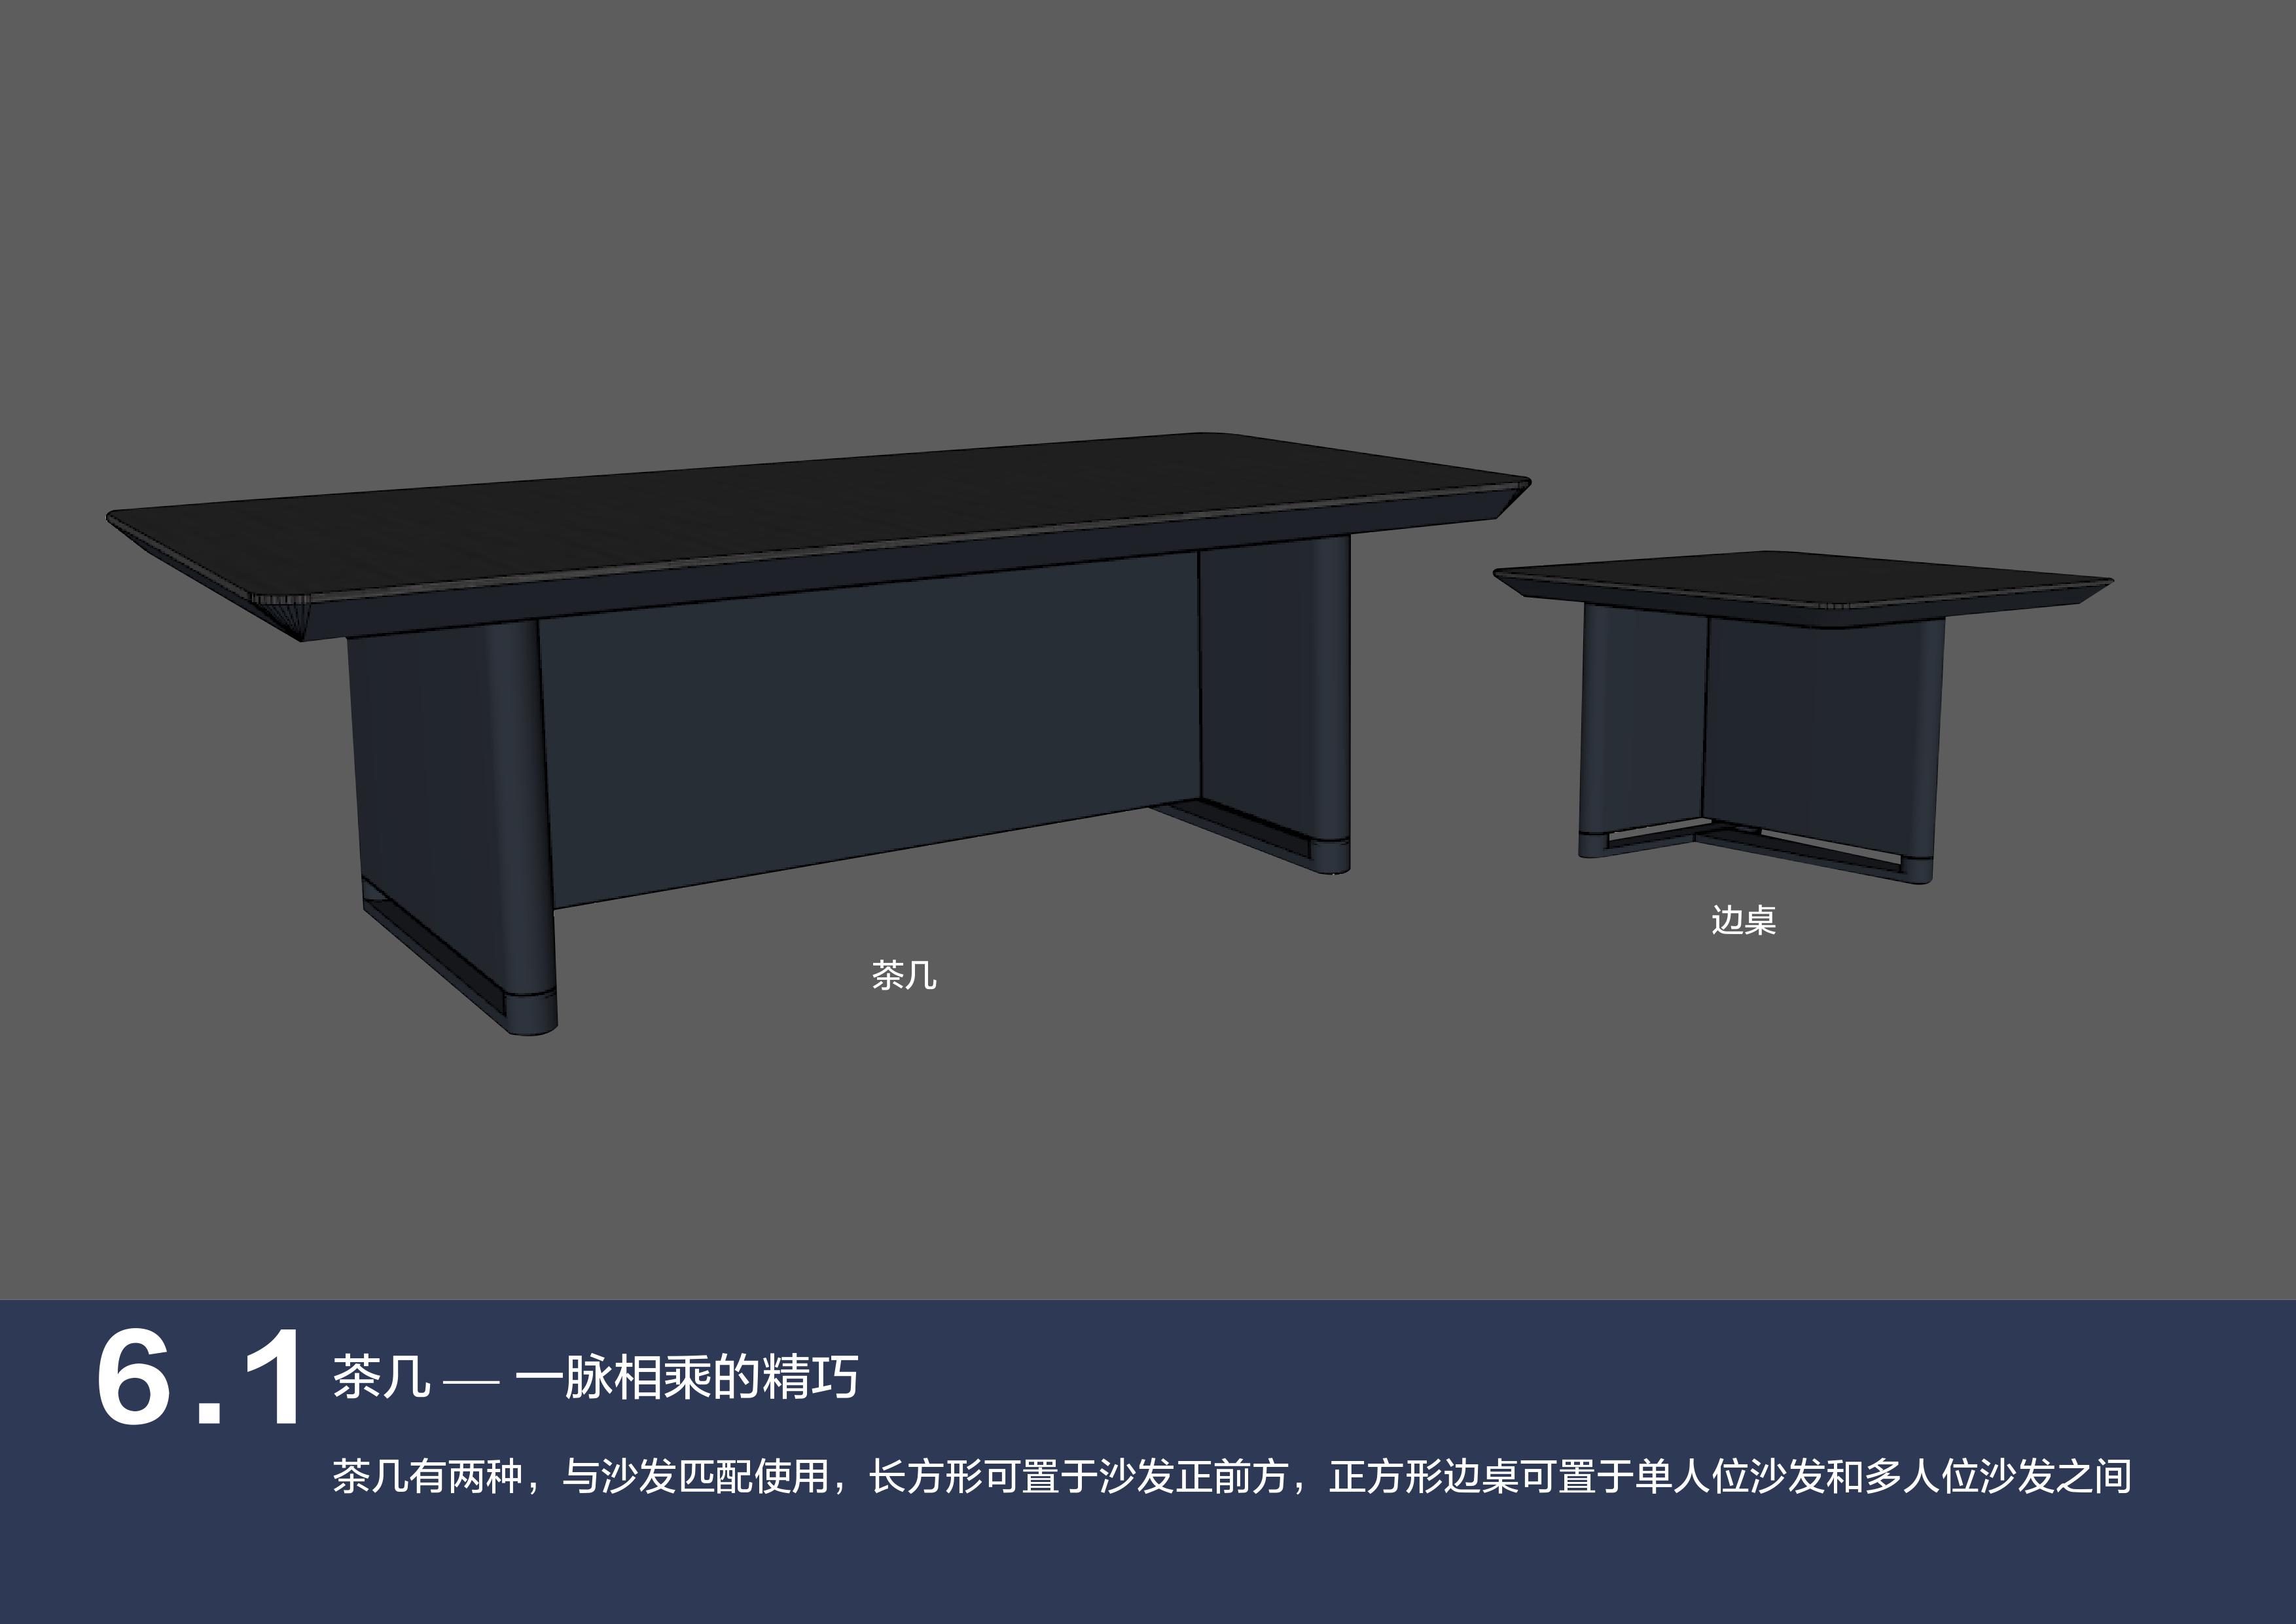 边桌
茶几
6.1 茶几 — 一脉相乘的精巧
茶几有两种，与沙发匹配使用，长方形可置于沙发正前方，正方形边桌可置于单人位沙发和多人位沙发之间